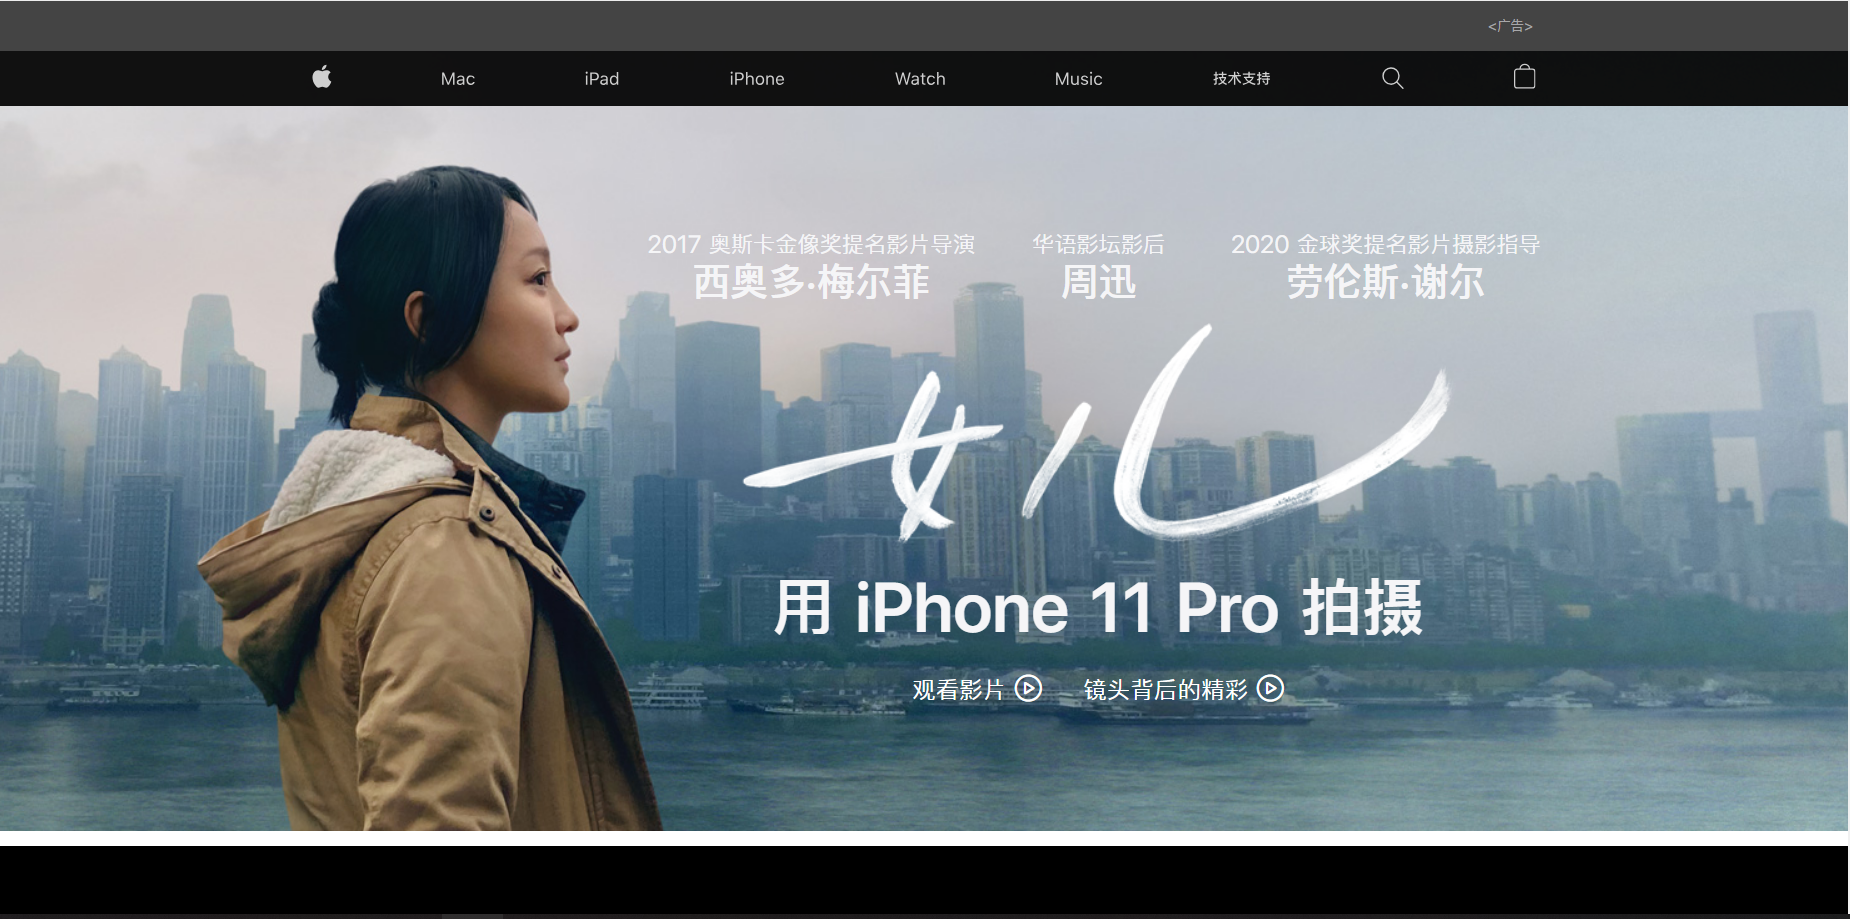 <广告>
Mac iPad iPhone Watch Music 技术支持
2017 奥斯卡金像奖提名影片导演 华语影坛影后 2020 金球奖提名影片摄影指导
西奥多·梅尔菲 周迅 劳伦斯·谢尔
女儿
用 iPhone 11 Pro 拍摄
观看影片 镜头背后的精彩